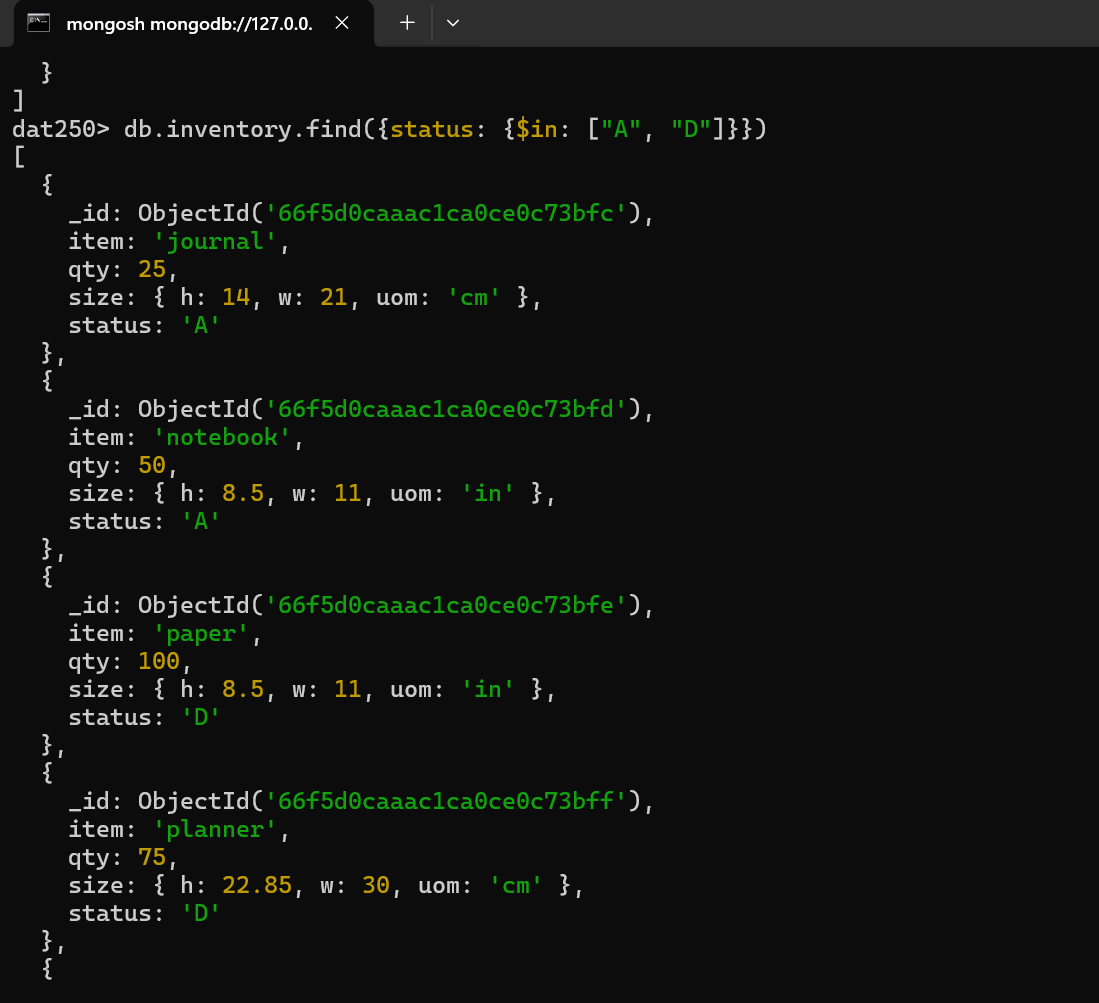 mongosh mongodb://127.0.0.
  }
]
dat250> db.inventory.find({status: {$in: ["A", "D"]}})
[
  {
    _id: ObjectId('66f5d0caaac1ca0ce0c73bfc'),
    item: 'journal',
    qty: 25,
    size: { h: 14, w: 21, uom: 'cm' },
    status: 'A'
  },
  {
    _id: ObjectId('66f5d0caaac1ca0ce0c73bfd'),
    item: 'notebook',
    qty: 50,
    size: { h: 8.5, w: 11, uom: 'in' },
    status: 'A'
  },
  {
    _id: ObjectId('66f5d0caaac1ca0ce0c73bfe'),
    item: 'paper',
    qty: 100,
    size: { h: 8.5, w: 11, uom: 'in' },
    status: 'D'
  },
  {
    _id: ObjectId('66f5d0caaac1ca0ce0c73bff'),
    item: 'planner',
    qty: 75,
    size: { h: 22.85, w: 30, uom: 'cm' },
    status: 'D'
  },
  {